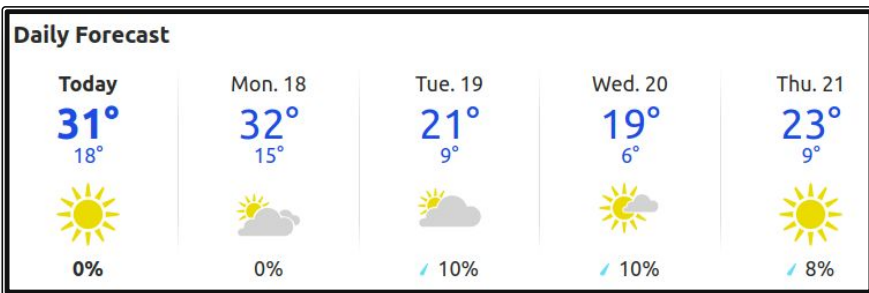 Daily Forecast
Today Mon. 18 Tue. 19 Wed. 20 Thu. 21
31° 32° 21° 19° 23°
18° 15° 9° 6° 9°
0% 0% 10% 10% 8%